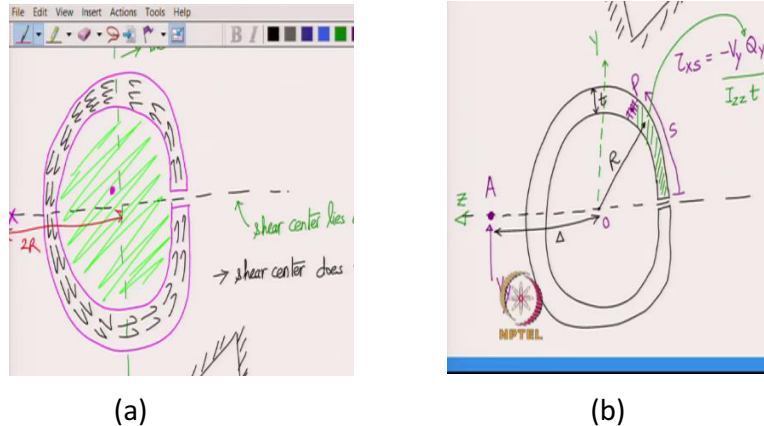 File Edit View Insert Actions Tools Help
B I
2R
shear center lies
→ shear center does
(a)
Y
P
t
S
R
τxs = -Vy Qy
Izz t
A
Z
O
Δ
NPTEL
(b)